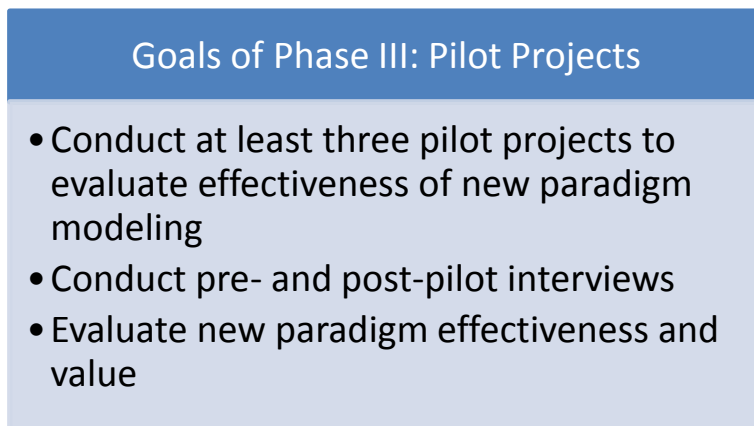 Goals of Phase III: Pilot Projects
•Conduct at least three pilot projects to
evaluate effectiveness of new paradigm
modeling
•Conduct pre- and post-pilot interviews
•Evaluate new paradigm effectiveness and
value